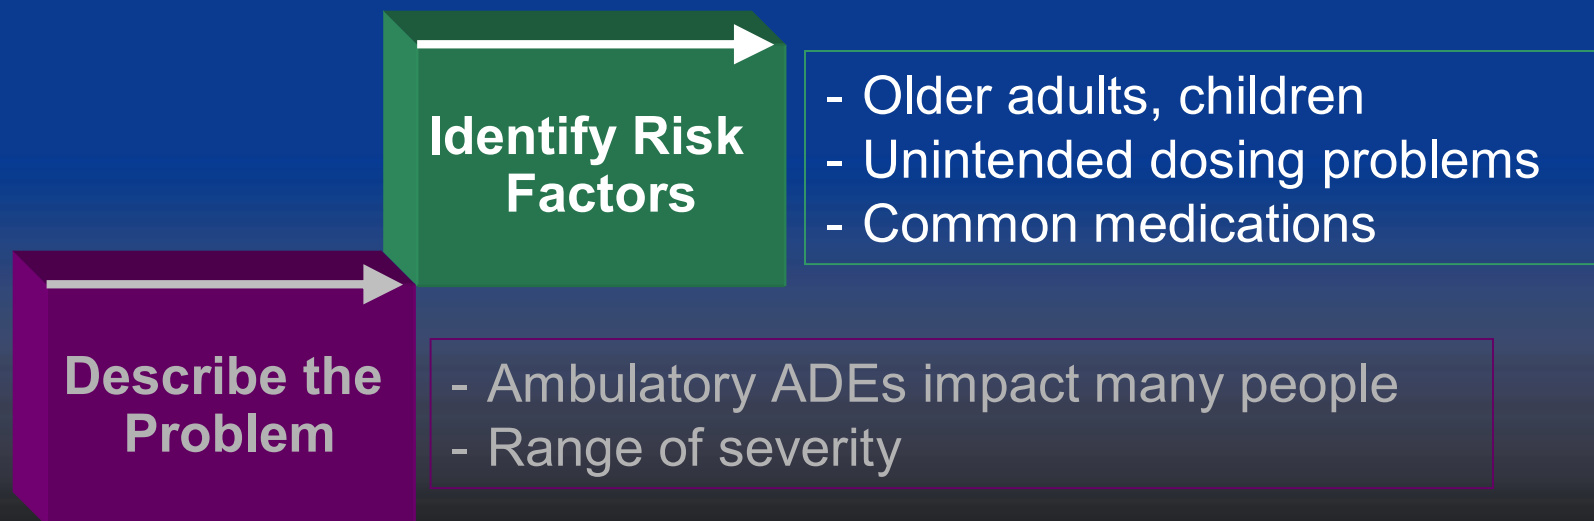 Identify Risk
Factors
- Older adults, children
- Unintended dosing problems
- Common medications
Describe the
Problem
- Ambulatory ADEs impact many people
- Range of severity